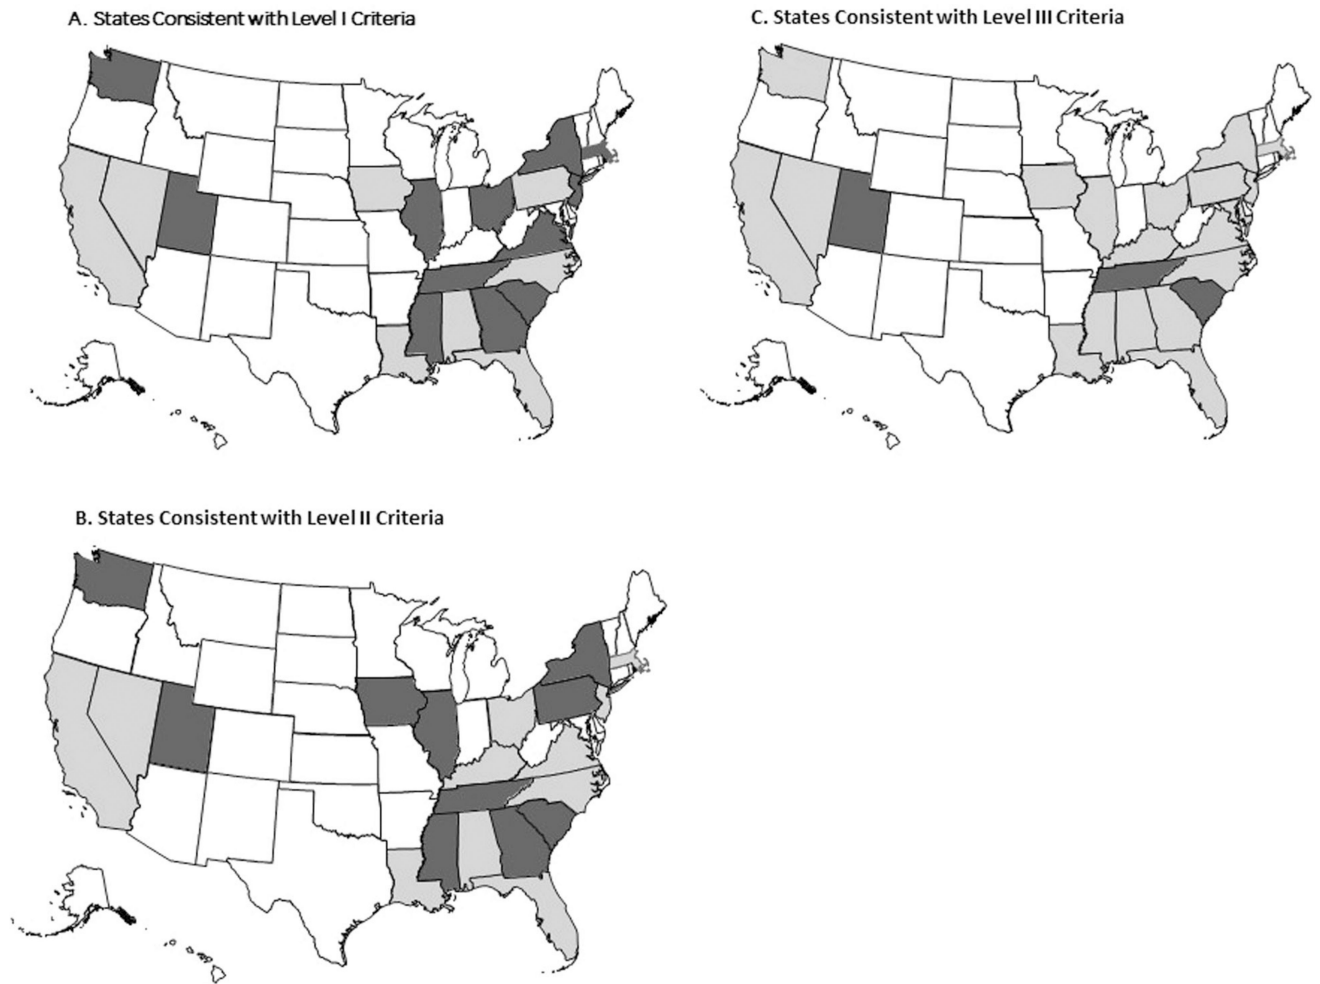 A. States Consistent with Level I Criteria
C. States Consistent with Level III Criteria
B. States Consistent with Level II Criteria